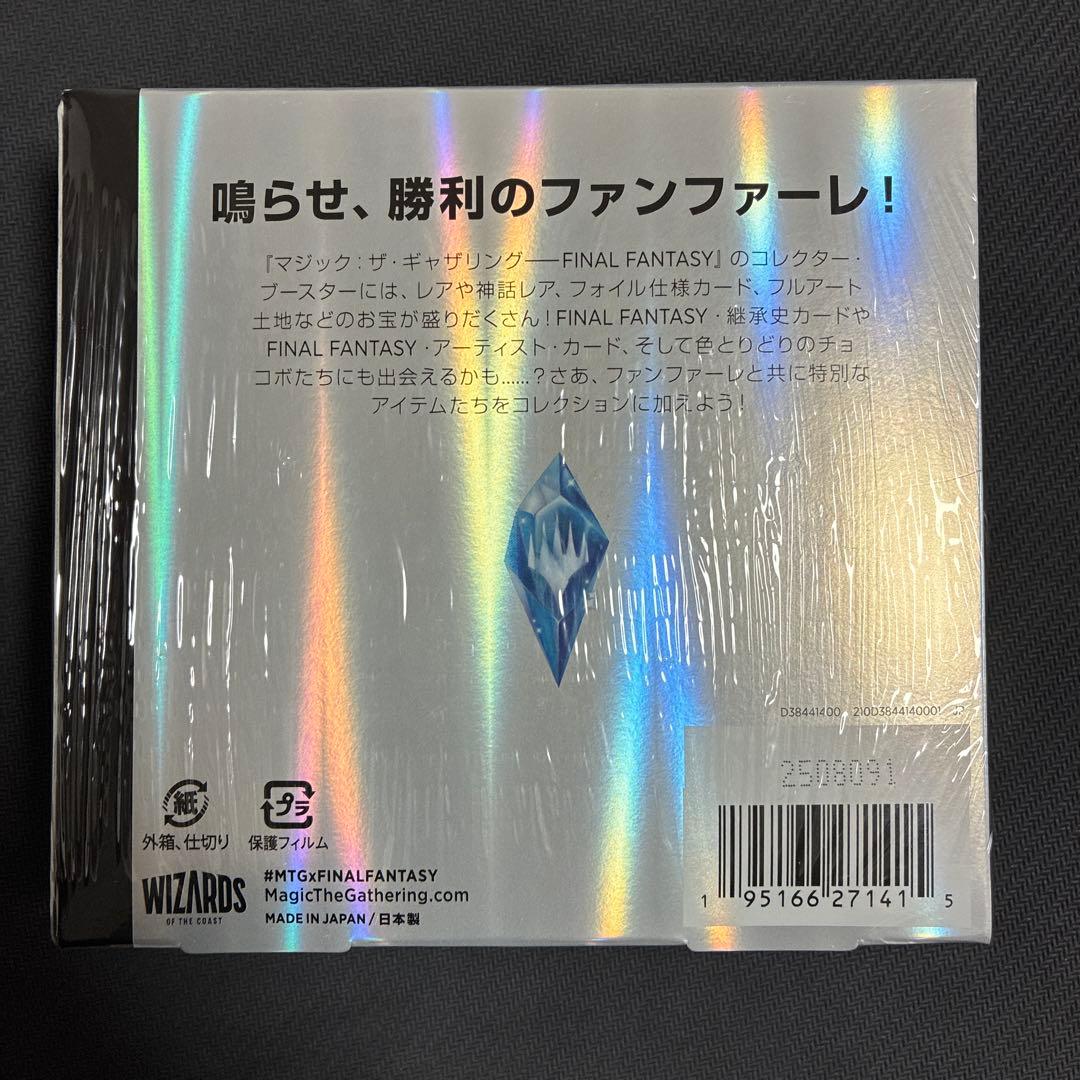 鳴らせ、勝利のファンファーレ!
『マジック:ザ・ギャザリング――FINAL FANTASY』のコレクター・
ブースターには、レアや神話レア、フォイル仕様カード、フルアート
土地などのお宝が盛りだくさん!FINAL FANTASY・継承史カードや
FINAL FANTASY・アーティスト・カード、そして色とりどりのチョ
コボたちにも出会えるかも……?さあ、ファンファーレと共に特別な
アイテムたちをコレクションに加えよう!
D38441400 210D3844140001 JP
2508091
紙
プラ
外箱、仕切り
保護フィルム
WIZARDS
OF THE COAST
#MTGxFINALFANTASY
MagicTheGathering.com
MADE IN JAPAN / 日本製
1 95166 27141 5